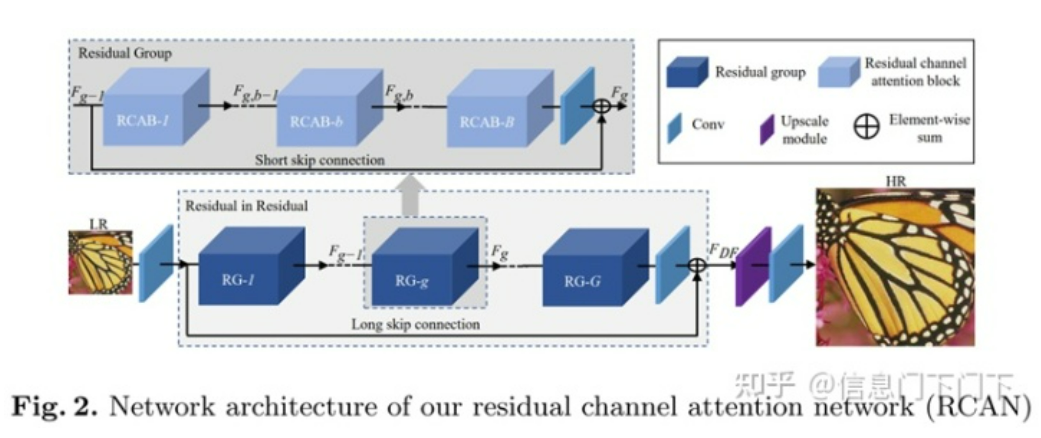 Residual Group
F_{g-1}
RCAB-1
F_{g,b-1}
RCAB-b
F_{g,b}
RCAB-B
F_g
Short skip connection
Residual group
Residual channel
attention block
Conv
Upscale
module
Element-wise
sum
Residual in Residual
LR
RG-1
F_{g-1}
RG-g
F_g
RG-G
F_{DF}
HR
Long skip connection
知乎 @信息门下门下
Fig. 2. Network architecture of our residual channel attention network (RCAN)